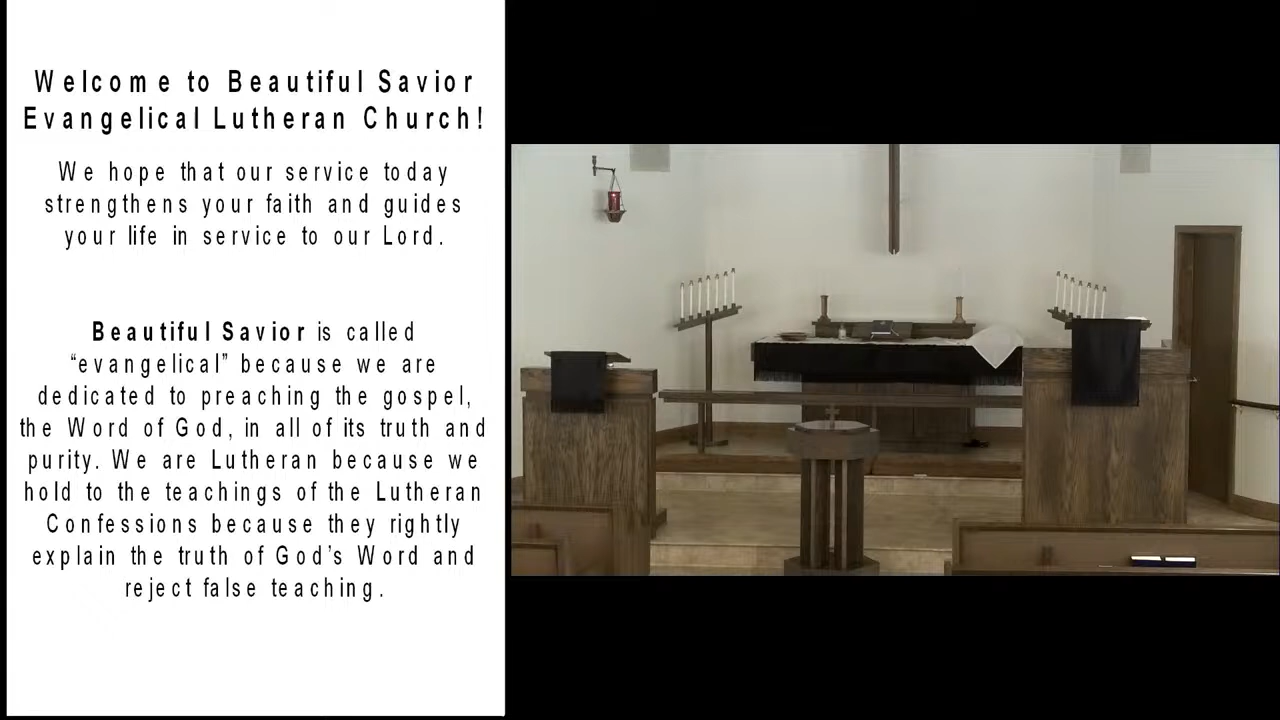 Welcome to Beautiful Savior
Evangelical Lutheran Church!
We hope that our service today
strengthens your faith and guides
your life in service to our Lord.
Beautiful Savior is called
“evangelical” because we are
dedicated to preaching the gospel,
the Word of God, in all of its truth and
purity. We are Lutheran because we
hold to the teachings of the Lutheran
Confessions because they rightly
explain the truth of God’s Word and
reject false teaching.